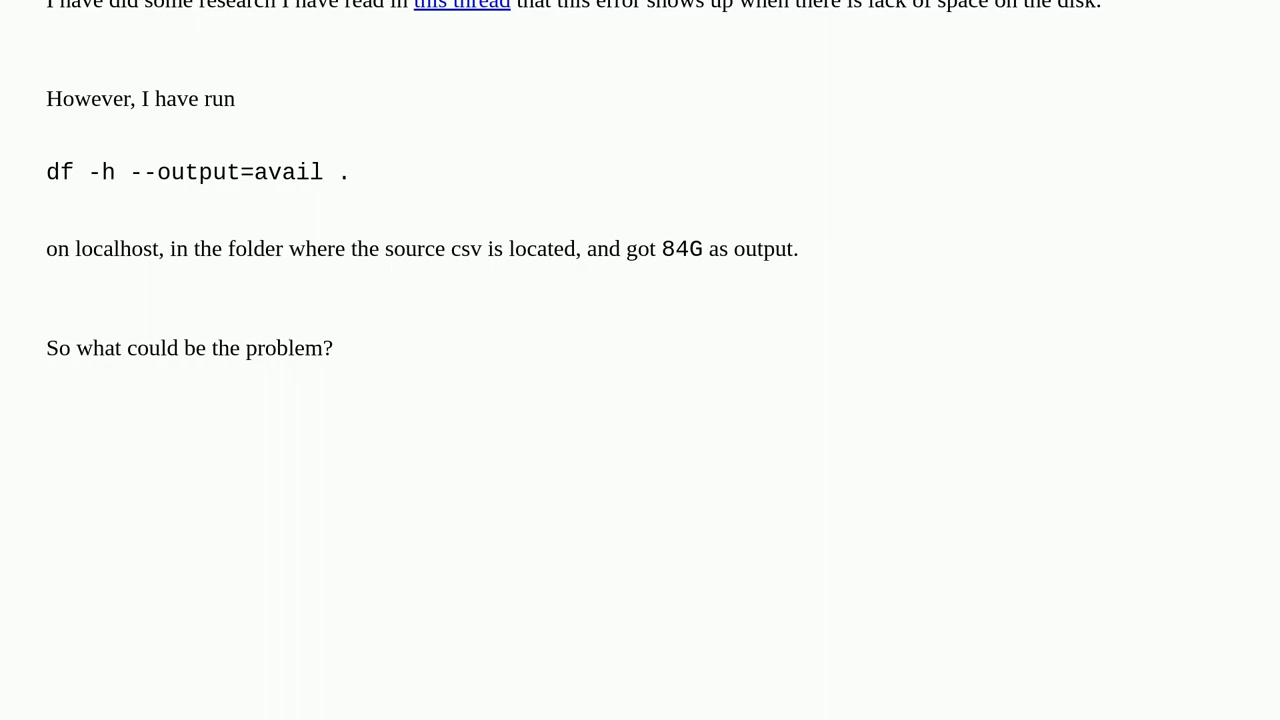 I have did some research I have read in this thread that this error shows up when there is lack of space on the disk.
However, I have run
df -h --output=avail .
on localhost, in the folder where the source csv is located, and got 84G as output.
So what could be the problem?